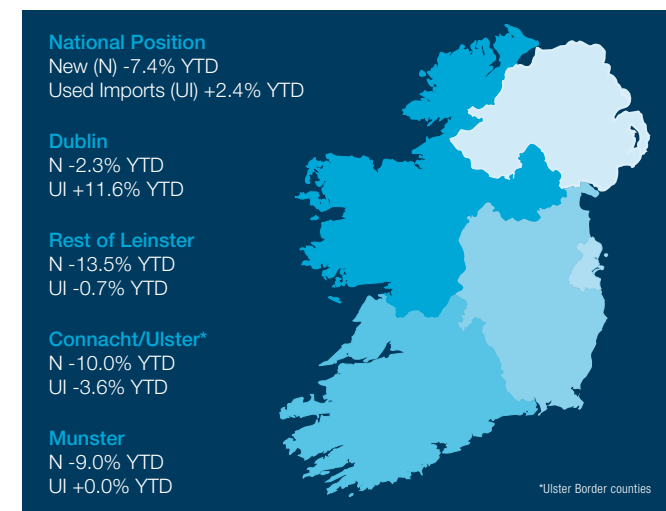 National Position
New (N) -7.4% YTD
Used Imports (UI) +2.4% YTD
Dublin
N -2.3% YTD
UI +11.6% YTD
Rest of Leinster
N -13.5% YTD
UI -0.7% YTD
Connacht/Ulster*
N -10.0% YTD
UI -3.6% YTD
Munster
N -9.0% YTD
UI +0.0% YTD
*Ulster Border counties